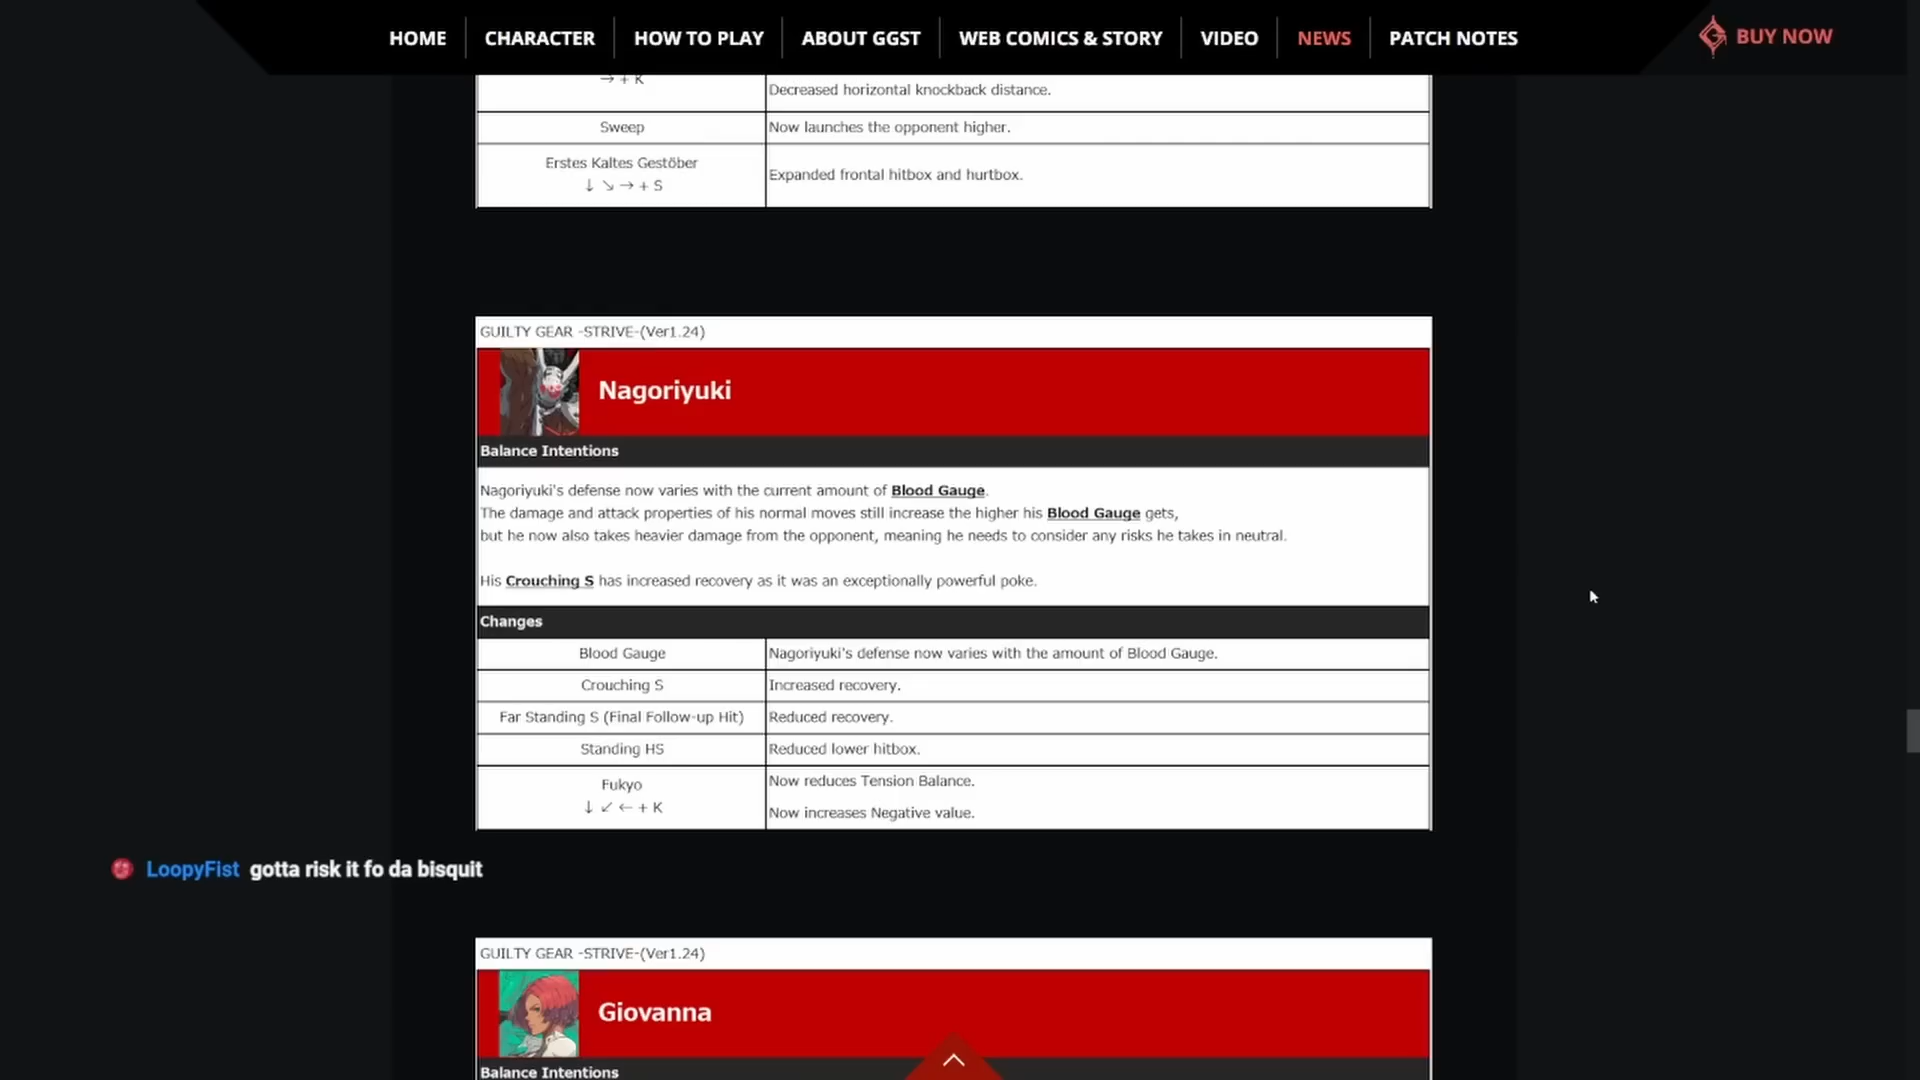 HOME
CHARACTER
HOW TO PLAY
ABOUT GGST
WEB COMICS & STORY
VIDEO
NEWS
PATCH NOTES
BUY NOW
→ + K
Decreased horizontal knockback distance.
Sweep
Now launches the opponent higher.
Erstes Kaltes Gestöber
↓ ↘ → + S
Expanded frontal hitbox and hurtbox.
GUILTY GEAR -STRIVE-(Ver1.24)
Nagoriyuki
Balance Intentions
Nagoriyuki's defense now varies with the current amount of Blood Gauge.
The damage and attack properties of his normal moves still increase the higher his Blood Gauge gets,
but he now also takes heavier damage from the opponent, meaning he needs to consider any risks he takes in neutral.
His Crouching S has increased recovery as it was an exceptionally powerful poke.
Changes
Blood Gauge
Nagoriyuki's defense now varies with the amount of Blood Gauge.
Crouching S
Increased recovery.
Far Standing S (Final Follow-up Hit)
Reduced recovery.
Standing HS
Reduced lower hitbox.
Fukyo
↓ ↙ ← + K
Now reduces Tension Balance.
Now increases Negative value.
LoopyFist gotta risk it fo da bisquit
GUILTY GEAR -STRIVE-(Ver1.24)
Giovanna
Balance Intentions